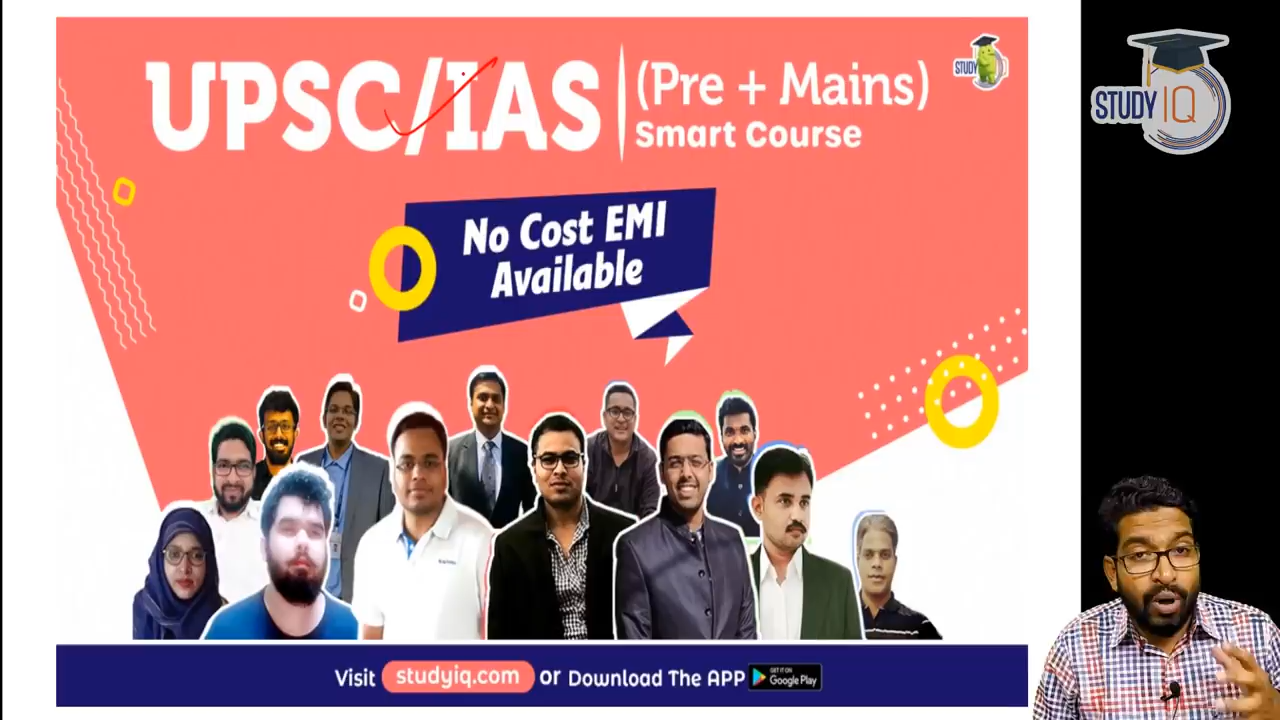 UPSC/IAS
(Pre + Mains)
Smart Course
STUDY
STUDY IQ
No Cost EMI
Available
Visit studyiq.com or Download The APP GET IT ON Google Play